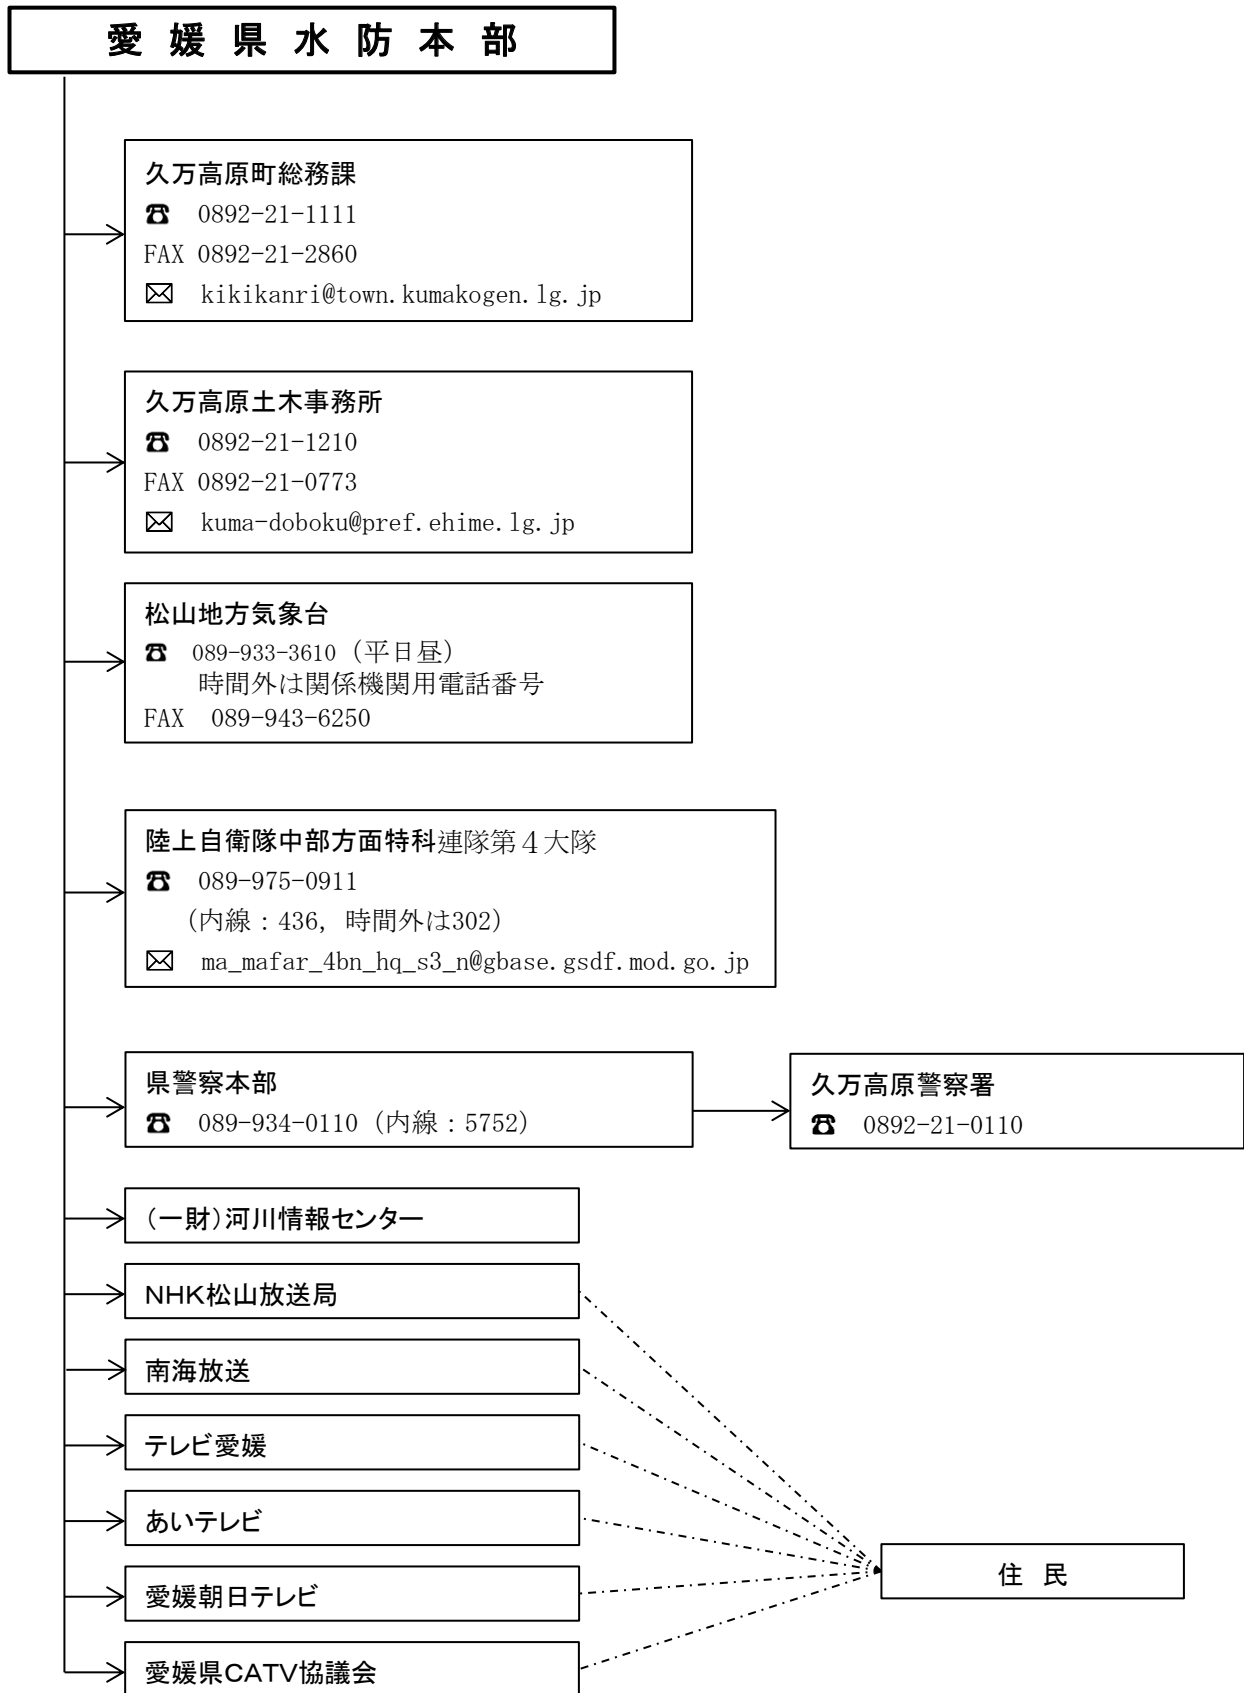 愛媛県水防本部
久万高原町総務課
☎ 0892-21-1111
FAX 0892-21-2860
✉ kikikanri@town.kumakogen.lg.jp
久万高原土木事務所
☎ 0892-21-1210
FAX 0892-21-0773
✉ kuma-doboku@pref.ehime.lg.jp
松山地方気象台
☎ 089-933-3610（平日昼）
時間外は関係機関用電話番号
FAX 089-943-6250
陸上自衛隊中部方面特科連隊第４大隊
☎ 089-975-0911
（内線：436, 時間外は302）
✉ ma_mafar_4bn_hq_s3_n@gbase.gsdf.mod.go.jp
県警察本部
☎ 089-934-0110（内線：5752）
久万高原警察署
☎ 0892-21-0110
（一財）河川情報センター
NHK松山放送局
南海放送
テレビ愛媛
あいテレビ
愛媛朝日テレビ
愛媛県CATV協議会
住民